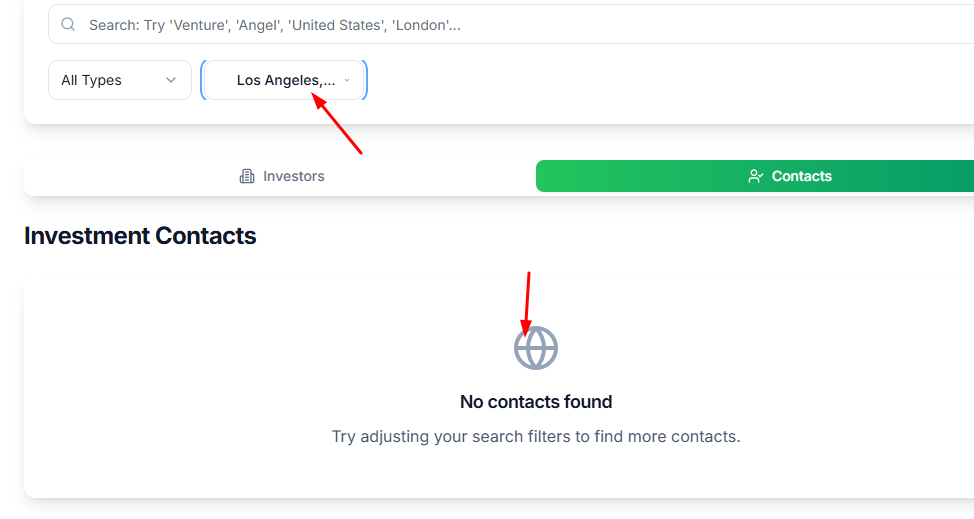 Search: Try 'Venture', 'Angel', 'United States', 'London'...
All Types
Los Angeles,...
Investors
Contacts
Investment Contacts
No contacts found
Try adjusting your search filters to find more contacts.